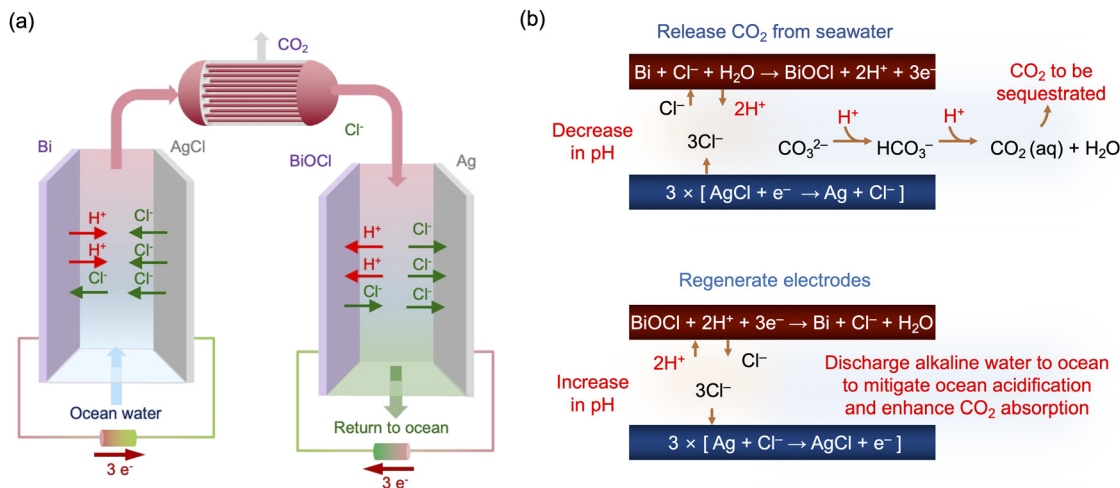 (a)
CO₂
Cl⁻
Bi
AgCl
H⁺
Cl⁻
H⁺
Cl⁻
Cl⁻
Cl⁻
Ocean water
3 e⁻
BiOCl
Ag
H⁺
Cl⁻
H⁺
Cl⁻
Cl⁻
Cl⁻
Return to ocean
3 e⁻
(b)
Release CO₂ from seawater
Bi + Cl⁻ + H₂O → BiOCl + 2H⁺ + 3e⁻
Cl⁻
2H⁺
Decrease
in pH
3Cl⁻
CO₃²⁻
H⁺
HCO₃⁻
H⁺
CO₂ (aq) + H₂O
CO₂ to be
sequestrated
3 × [ AgCl + e⁻ → Ag + Cl⁻ ]
Regenerate electrodes
BiOCl + 2H⁺ + 3e⁻ → Bi + Cl⁻ + H₂O
2H⁺
Cl⁻
Increase
in pH
3Cl⁻
Discharge alkaline water to ocean
to mitigate ocean acidification
and enhance CO₂ absorption
3 × [ Ag + Cl⁻ → AgCl + e⁻ ]